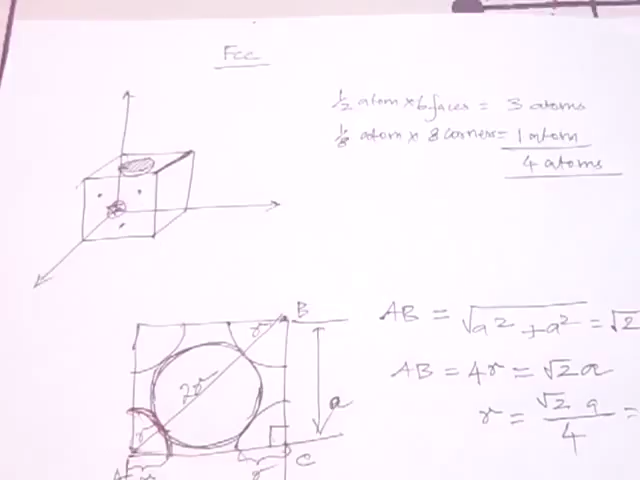 Fcc
1/2 atom × 6 faces = 3 atoms
1/8 atom × 8 corners = 1 atom
4 atoms
B
r
2r
a
r
A
r
r
C
AB = √a² + a² = √2
AB = 4r = √2 a
r = √2 a / 4 =